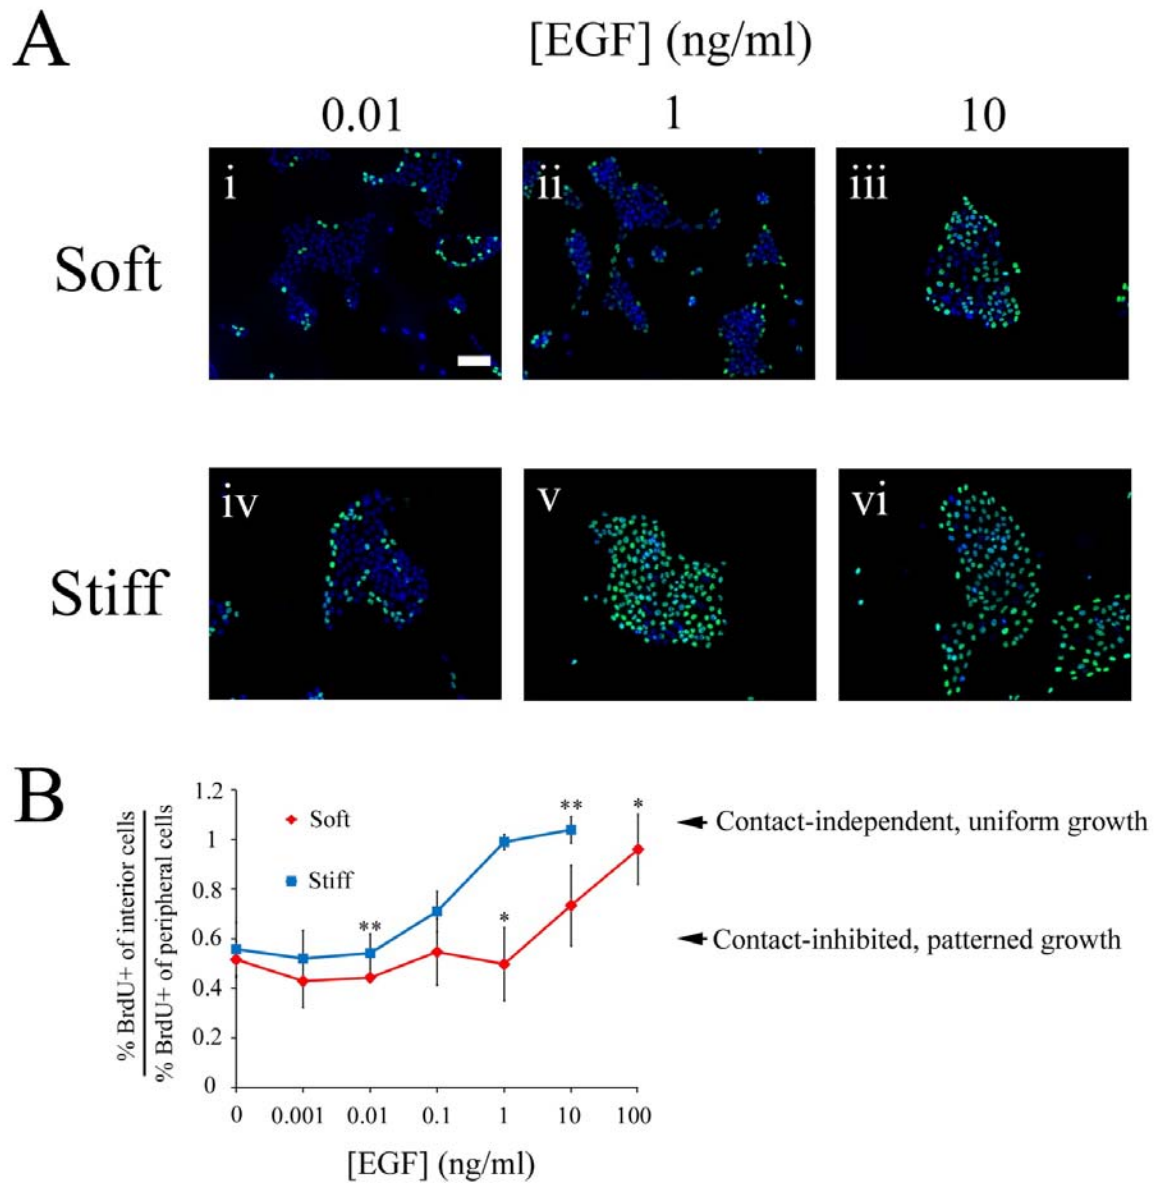 A
[EGF] (ng/ml)
0.01 1 10
Soft
i ii iii
Stiff
iv v vi
B
% BrdU+ of interior cells
% BrdU+ of peripheral cells
1.2
1
0.8
0.6
0.4
0.2
0
Soft
Stiff
** * ** *
Contact-independent, uniform growth
Contact-inhibited, patterned growth
0 0.001 0.01 0.1 1 10 100
[EGF] (ng/ml)